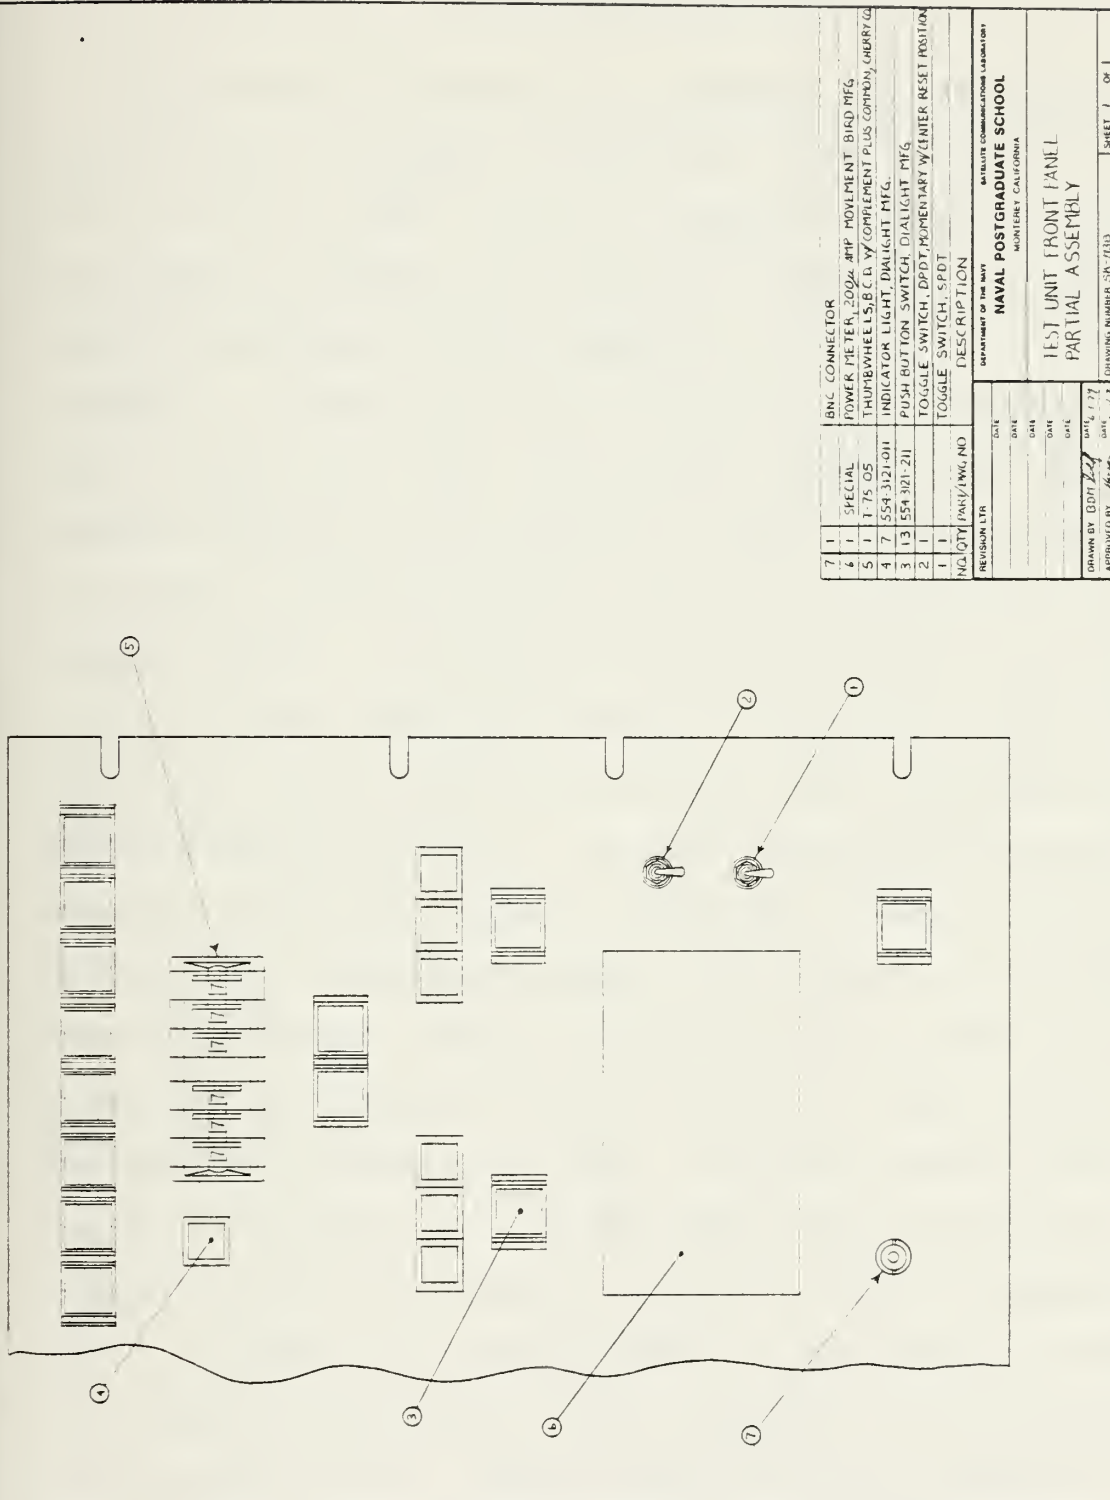 7 1 BNC CONNECTOR
6 1 SPECIAL POWER METER, 200μ AMP MOVEMENT BIRD MFG
5 1 T-75 05 THUMBWHEELS, B.C.D. W/COMPLEMENT PLUS COMMON, CHERRY CO.
4 7 554-3121-011 INDICATOR LIGHT, DIALIGHT MFG.
3 13 554 3121-211 PUSH BUTTON SWITCH, DIALIGHT MFG
2 1 TOGGLE SWITCH, DPDT, MOMENTARY W/CENTER RESET POSITION
1 1 TOGGLE SWITCH, SPDT
NO. QTY PART/DWG NO DESCRIPTION
REVISION LTR
DATE
DATE
DATE
DATE
DATE
DEPARTMENT OF THE NAVY SATELLITE COMMUNICATIONS LABORATORY
NAVAL POSTGRADUATE SCHOOL
MONTEREY CALIFORNIA
TEST UNIT FRONT PANEL
PARTIAL ASSEMBLY
DRAWN BY BDM DATE 6 1 79
APPROVED BY DATE
DRAWING NUMBER SHEET 1 OF 1
5
2
1
7 7 7 7 7 7
4
3
6
7